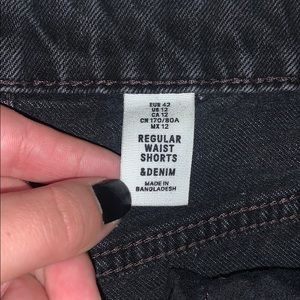 EUR 42
US 12
CA 12
CN 170/80A
MX 12
REGULAR
WAIST
SHORTS
&DENIM
MADE IN
BANGLADESH